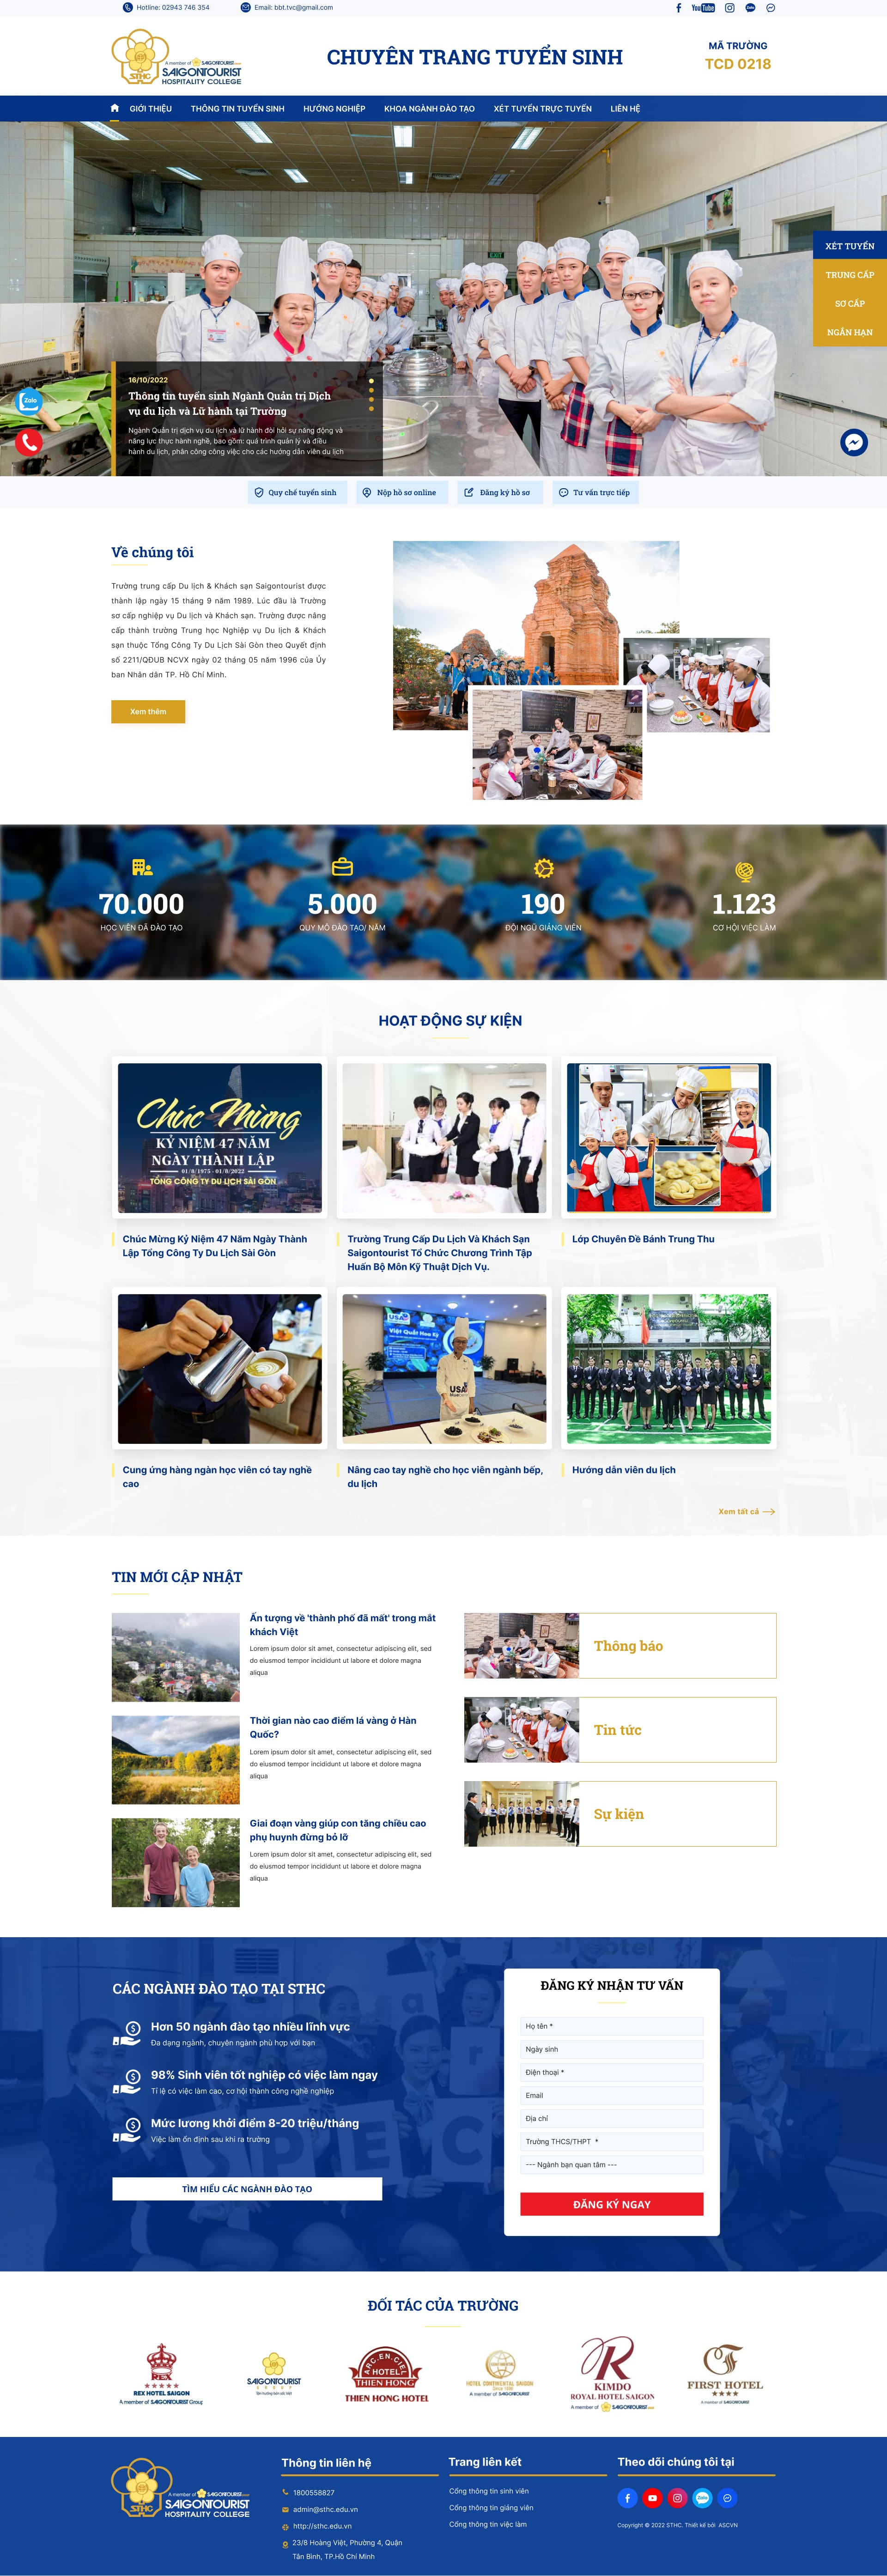 Hotline: 02943 746 354
Email: bbt.tvc@gmail.com
You Tube
Zalo
STHC
A member of SAIGONTOURIST
SAIGONTOURIST
HOSPITALITY COLLEGE
CHUYÊN TRANG TUYỂN SINH
MÃ TRƯỜNG
TCD 0218
GIỚI THIỆU
THÔNG TIN TUYỂN SINH
HƯỚNG NGHIỆP
KHOA NGÀNH ĐÀO TẠO
XÉT TUYỂN TRỰC TUYẾN
LIÊN HỆ
EXIT
XÉT TUYỂN
TRUNG CẤP
SƠ CẤP
NGẮN HẠN
Zalo
16/10/2022
Thông tin tuyển sinh Ngành Quản trị Dịch
vụ du lịch và Lữ hành tại Trường
Ngành Quản trị dịch vụ du lịch và lữ hành đòi hỏi sự năng động và
năng lực thực hành nghề, bao gồm: quá trình quản lý và điều
hành du lịch, phân công công việc cho các hướng dẫn viên du lịch
Quy chế tuyển sinh
Nộp hồ sơ online
Đăng ký hồ sơ
Tư vấn trực tiếp
Về chúng tôi
Trường trung cấp Du lịch & Khách sạn Saigontourist được
thành lập ngày 15 tháng 9 năm 1989. Lúc đầu là Trường
sơ cấp nghiệp vụ Du lịch và Khách sạn. Trường được nâng
cấp thành trường Trung học Nghiệp vụ Du lịch & Khách
sạn thuộc Tổng Công Ty Du Lịch Sài Gòn theo Quyết định
số 2211/QĐUB NCVX ngày 02 tháng 05 năm 1996 của Ủy
ban Nhân dân TP. Hồ Chí Minh.
Xem thêm
70.000
HỌC VIÊN ĐÃ ĐÀO TẠO
5.000
QUY MÔ ĐÀO TẠO/ NĂM
190
ĐỘI NGŨ GIẢNG VIÊN
1.123
CƠ HỘI VIỆC LÀM
HOẠT ĐỘNG SỰ KIỆN
Chúc Mừng
KỶ NIỆM 47 NĂM
NGÀY THÀNH LẬP
01/8/1975 - 01/8/2022
TỔNG CÔNG TY DU LỊCH SÀI GÒN
Chúc Mừng Kỷ Niệm 47 Năm Ngày Thành
Lập Tổng Công Ty Du Lịch Sài Gòn
Trường Trung Cấp Du Lịch Và Khách Sạn
Saigontourist Tổ Chức Chương Trình Tập
Huấn Bộ Môn Kỹ Thuật Dịch Vụ.
Lớp Chuyên Đề Bánh Trung Thu
USA
Việt Quất Hoa Kỳ
USA
Cung ứng hàng ngàn học viên có tay nghề
cao
Nâng cao tay nghề cho học viên ngành bếp,
du lịch
Hướng dẫn viên du lịch
Xem tất cả
TIN MỚI CẬP NHẬT
Ấn tượng về 'thành phố đã mất' trong mắt
khách Việt
Lorem ipsum dolor sit amet, consectetur adipiscing elit, sed
do eiusmod tempor incididunt ut labore et dolore magna
aliqua
Thời gian nào cao điểm lá vàng ở Hàn
Quốc?
Lorem ipsum dolor sit amet, consectetur adipiscing elit, sed
do eiusmod tempor incididunt ut labore et dolore magna
aliqua
Giai đoạn vàng giúp con tăng chiều cao
phụ huynh đừng bỏ lỡ
Lorem ipsum dolor sit amet, consectetur adipiscing elit, sed
do eiusmod tempor incididunt ut labore et dolore magna
aliqua
Thông báo
Tin tức
Sự kiện
CÁC NGÀNH ĐÀO TẠO TẠI STHC
Hơn 50 ngành đào tạo nhiều lĩnh vực
Đa dạng ngành, chuyên ngành phù hợp với bạn
98% Sinh viên tốt nghiệp có việc làm ngay
Tỉ lệ có việc làm cao, cơ hội thành công nghề nghiệp
Mức lương khởi điểm 8-20 triệu/tháng
Việc làm ổn định sau khi ra trường
TÌM HIỂU CÁC NGÀNH ĐÀO TẠO
ĐĂNG KÝ NHẬN TƯ VẤN
Họ tên *
Ngày sinh
Điện thoại *
Email
Địa chỉ
Trường THCS/THPT *
--- Ngành bạn quan tâm ---
ĐĂNG KÝ NGAY
ĐỐI TÁC CỦA TRƯỜNG
REX
REX HOTEL SAIGON
A member of SAIGONTOURIST Group
SAIGONTOURIST
GROUP
ARC EN CIEL
HOTEL
THIEN HONG
THIEN HONG HOTEL
HOTEL CONTINENTAL SAIGON
Since 1880
A member of SAIGONTOURIST
R
KIMDO
ROYAL HOTEL SAIGON
A member of SAIGONTOURIST
FIRST HOTEL
A member of SAIGONTOURIST
STHC
A member of SAIGONTOURIST
SAIGONTOURIST
HOSPITALITY COLLEGE
Thông tin liên hệ
1800558827
admin@sthc.edu.vn
http://sthc.edu.vn
23/8 Hoàng Việt, Phường 4, Quận
Tân Bình, TP.Hồ Chí Minh
Trang liên kết
Cổng thông tin sinh viên
Cổng thông tin giảng viên
Cổng thông tin việc làm
Theo dõi chúng tôi tại
Zalo
Copyright © 2022 STHC. Thiết kế bởi ASCVN